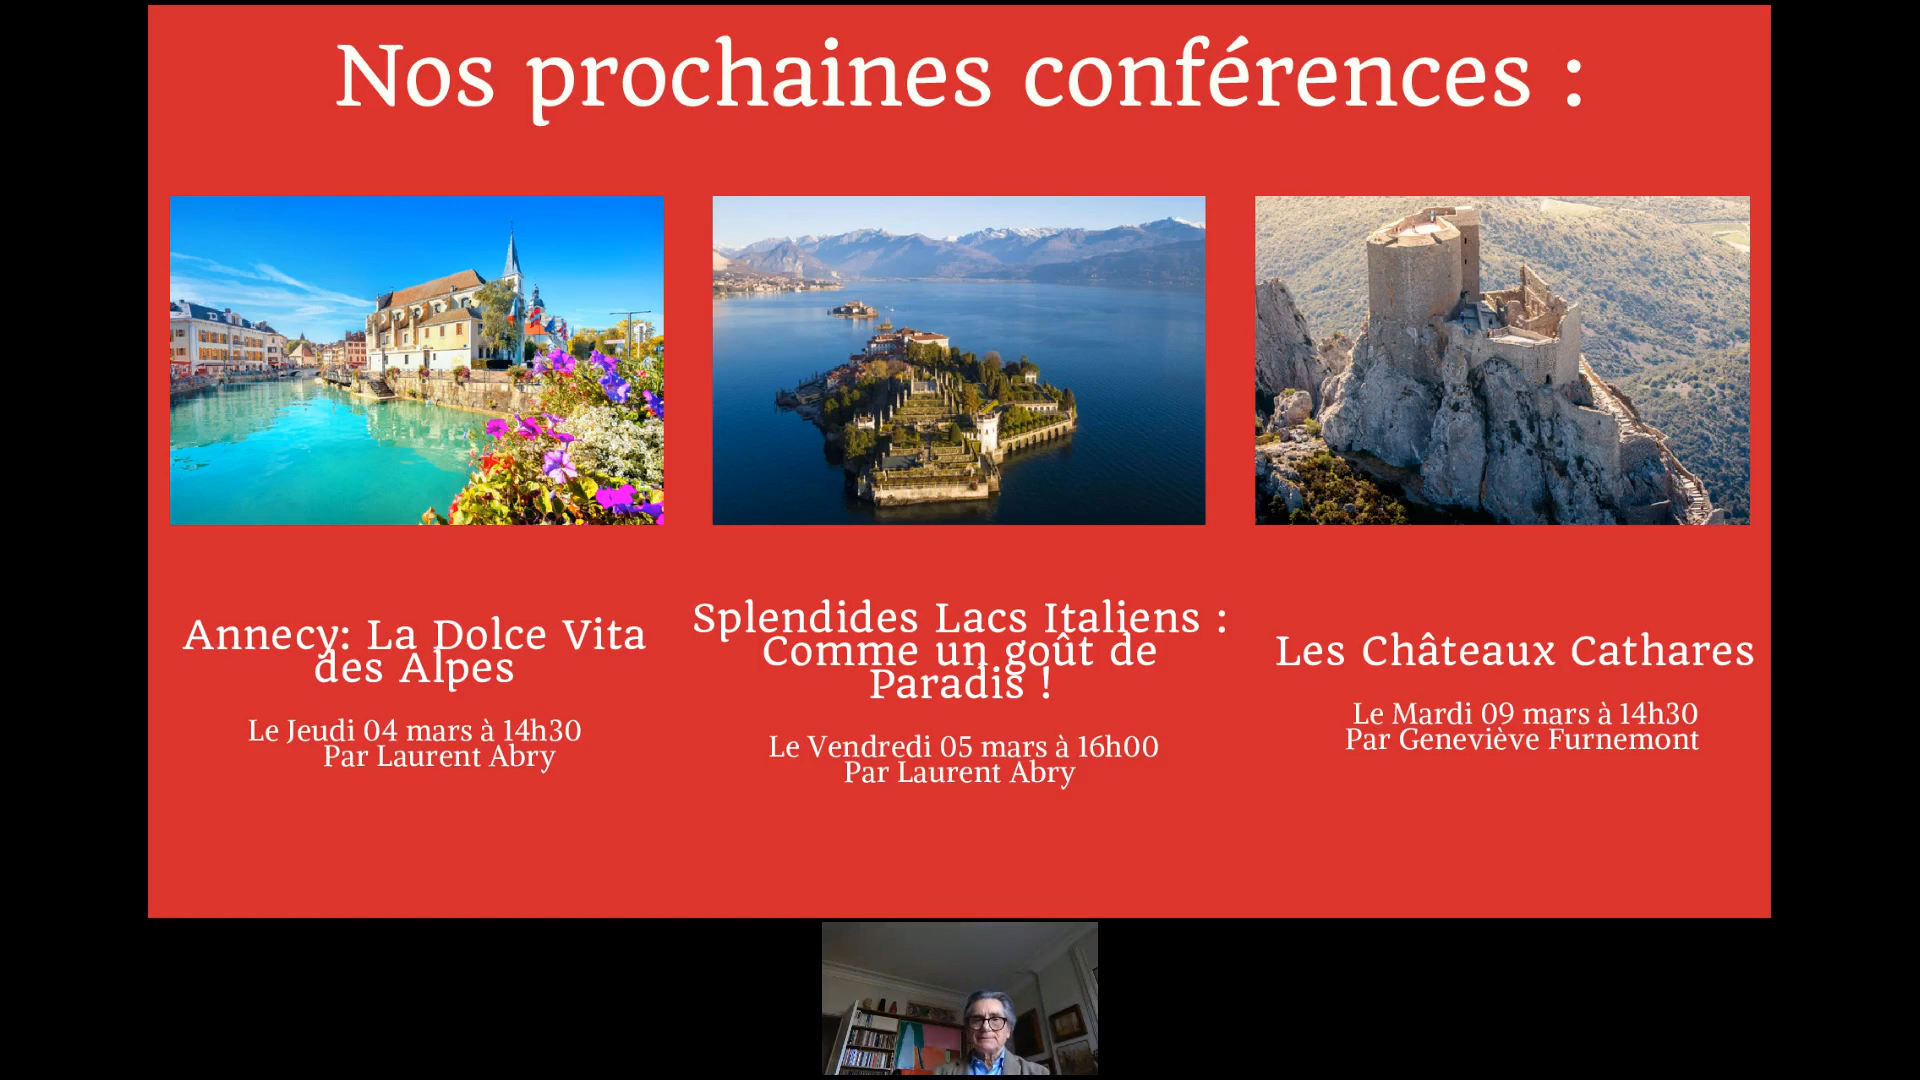 Nos prochaines conférences :
Annecy: La Dolce Vita
des Alpes
Le Jeudi 04 mars à 14h30
Par Laurent Abry
Splendides Lacs Italiens :
Comme un goût de
Paradis !
Le Vendredi 05 mars à 16h00
Par Laurent Abry
Les Châteaux Cathares
Le Mardi 09 mars à 14h30
Par Geneviève Furnemont